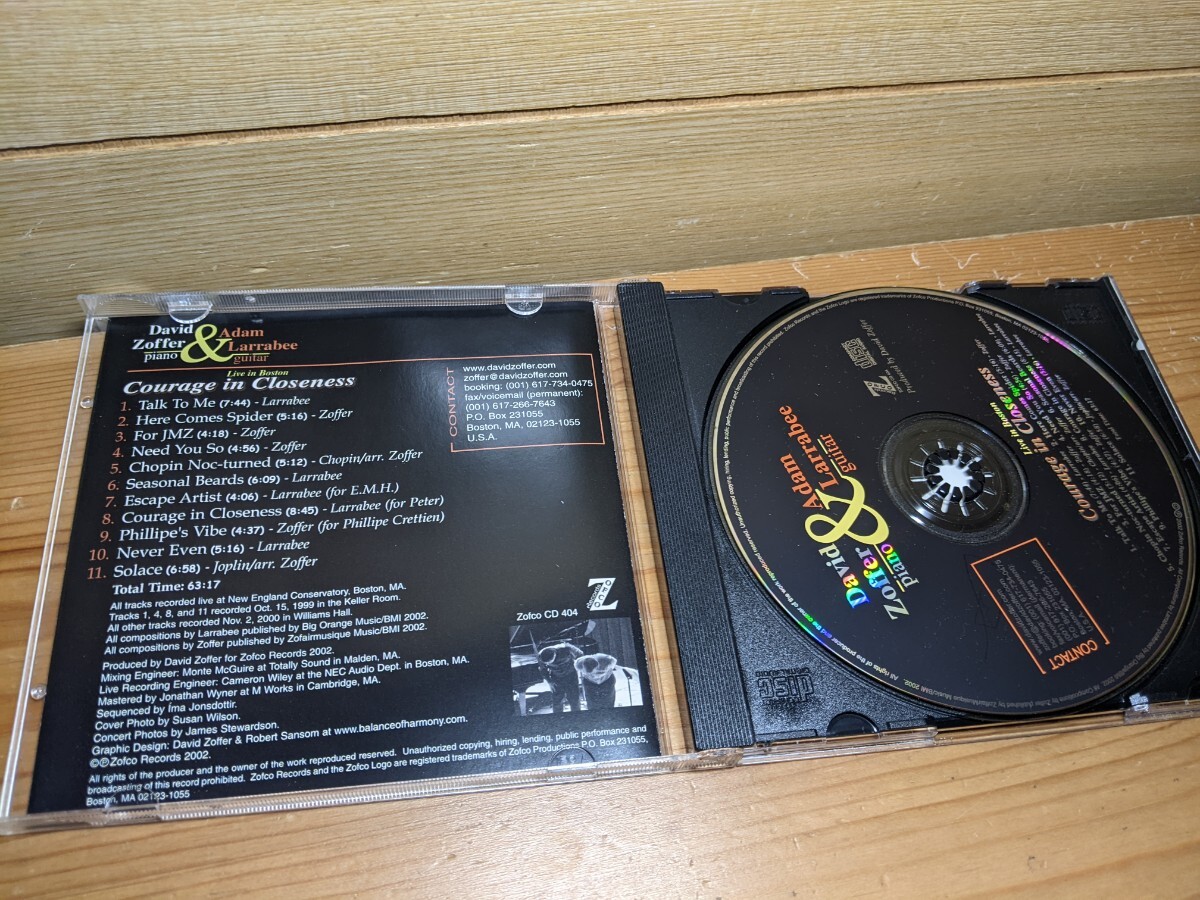 David
Zoffer
piano
&
Adam
Larrabee
guitar
Live in Boston
Courage in Closeness
1. Talk To Me (7:44) - Larrabee
2. Here Comes Spider (5:16) - Zoffer
3. For JMZ (4:18) - Zoffer
4. Need You So (4:56) - Zoffer
5. Chopin Noc-turned (5:12) - Chopin/arr. Zoffer
6. Seasonal Beards (6:09) - Larrabee
7. Escape Artist (4:06) - Larrabee (for E.M.H.)
8. Courage in Closeness (8:45) - Larrabee (for Peter)
9. Phillipe's Vibe (4:37) - Zoffer (for Phillipe Crettien)
10. Never Even (5:16) - Larrabee
11. Solace (6:58) - Joplin/arr. Zoffer
Total Time: 63:17
All tracks recorded live at New England Conservatory, Boston, MA.
Tracks 1, 4, 8, and 11 recorded Oct. 15, 1999 in the Keller Room.
All other tracks recorded Nov. 2, 2000 in Williams Hall.
All compositions by Larrabee published by Big Orange Music/BMI 2002.
All compositions by Zoffer published by Zofairmusique Music/BMI 2002.
Produced by David Zoffer for Zofco Records 2002.
Mixing Engineer: Monte McGuire at Totally Sound in Malden, MA.
Live Recording Engineer: Cameron Wiley at the NEC Audio Dept. in Boston, MA.
Mastered by Jonathan Wyner at M Works in Cambridge, MA.
Sequenced by Íma Jonsdottir.
Cover Photo by Susan Wilson.
Concert Photos by James Stewardson.
Graphic Design: David Zoffer & Robert Sansom at www.balanceofharmony.com.
©℗Zofco Records 2002.
All rights of the producer and the owner of the work reproduced reserved. Unauthorized copying, hiring, lending, public performance and
broadcasting of this record prohibited. Zofco Records and the Zofco Logo are registered trademarks of Zofco Productions P.O. Box 231055,
Boston, MA 02123-1055
CONTACT
www.davidzoffer.com
zoffer@davidzoffer.com
booking: (001) 617-734-0475
fax/voicemail (permanent):
(001) 617-266-7643
P.O. Box 231055
Boston, MA, 02123-1055
U.S.A.
Zofco CD 404
David
Zoffer
piano
&
Adam
Larrabee
guitar
Live in Boston
Courage in Closeness
Produced by David Zoffer
CONTACT
disc